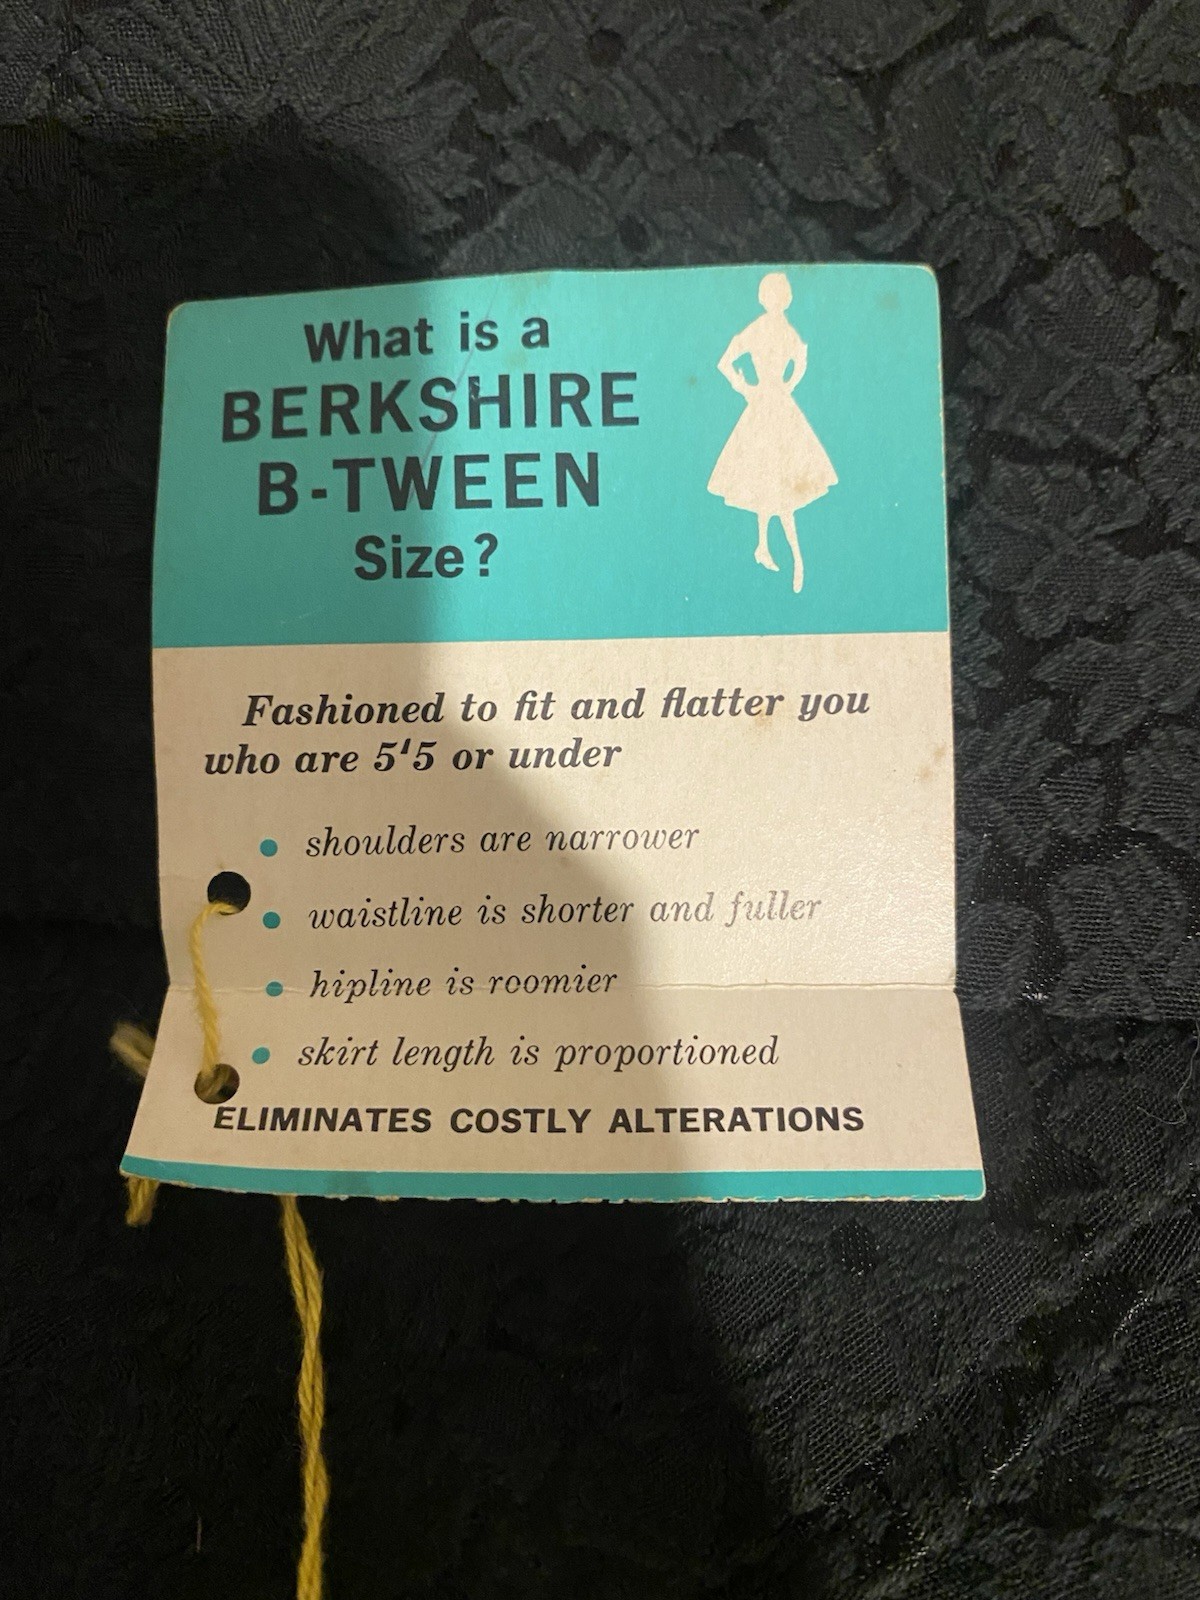 What is a
BERKSHIRE
B-TWEEN
Size?
Fashioned to fit and flatter you
who are 5'5 or under
• shoulders are narrower
• waistline is shorter and fuller
• hipline is roomier
• skirt length is proportioned
ELIMINATES COSTLY ALTERATIONS